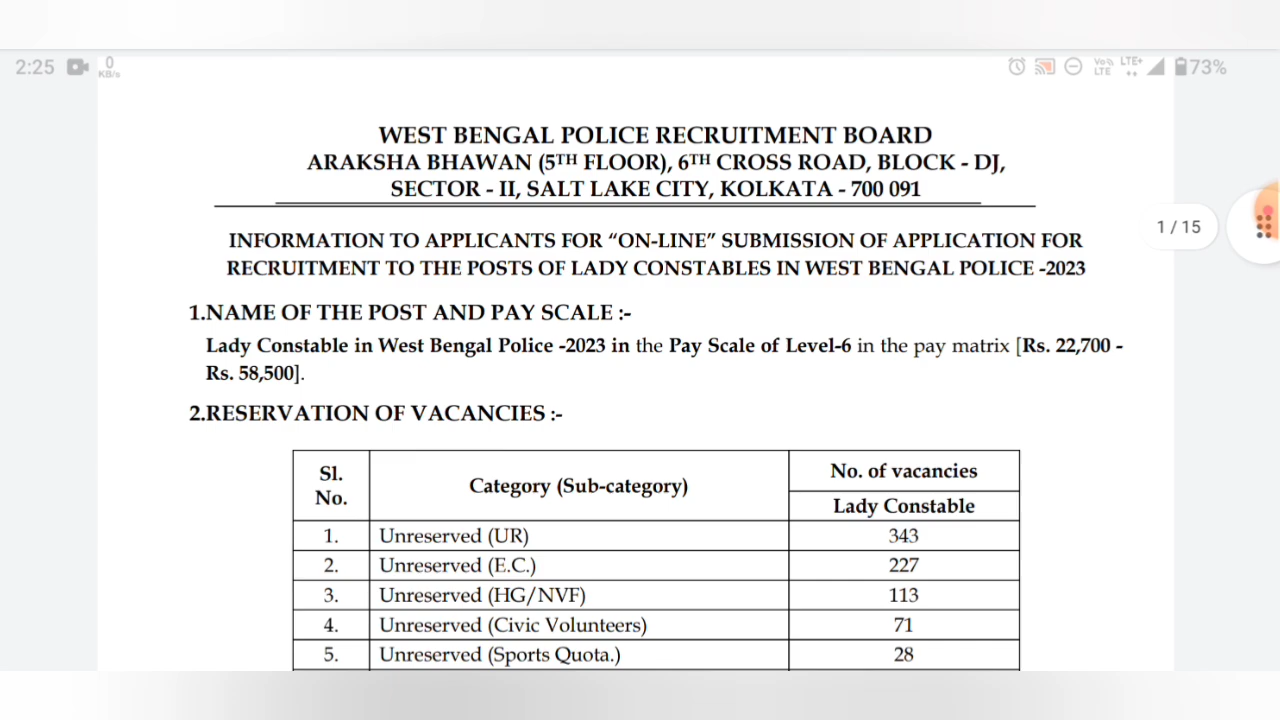 2:25 0 KB/s VoD LTE LTE+ 73%
WEST BENGAL POLICE RECRUITMENT BOARD
ARAKSHA BHAWAN (5TH FLOOR), 6TH CROSS ROAD, BLOCK - DJ,
SECTOR - II, SALT LAKE CITY, KOLKATA - 700 091
1 / 15
INFORMATION TO APPLICANTS FOR “ON-LINE” SUBMISSION OF APPLICATION FOR
RECRUITMENT TO THE POSTS OF LADY CONSTABLES IN WEST BENGAL POLICE -2023
1.NAME OF THE POST AND PAY SCALE :-
Lady Constable in West Bengal Police -2023 in the Pay Scale of Level-6 in the pay matrix [Rs. 22,700 -
Rs. 58,500].
2.RESERVATION OF VACANCIES :-
Sl. No. Category (Sub-category) No. of vacancies
Lady Constable
1. Unreserved (UR) 343
2. Unreserved (E.C.) 227
3. Unreserved (HG/NVF) 113
4. Unreserved (Civic Volunteers) 71
5. Unreserved (Sports Quota.) 28